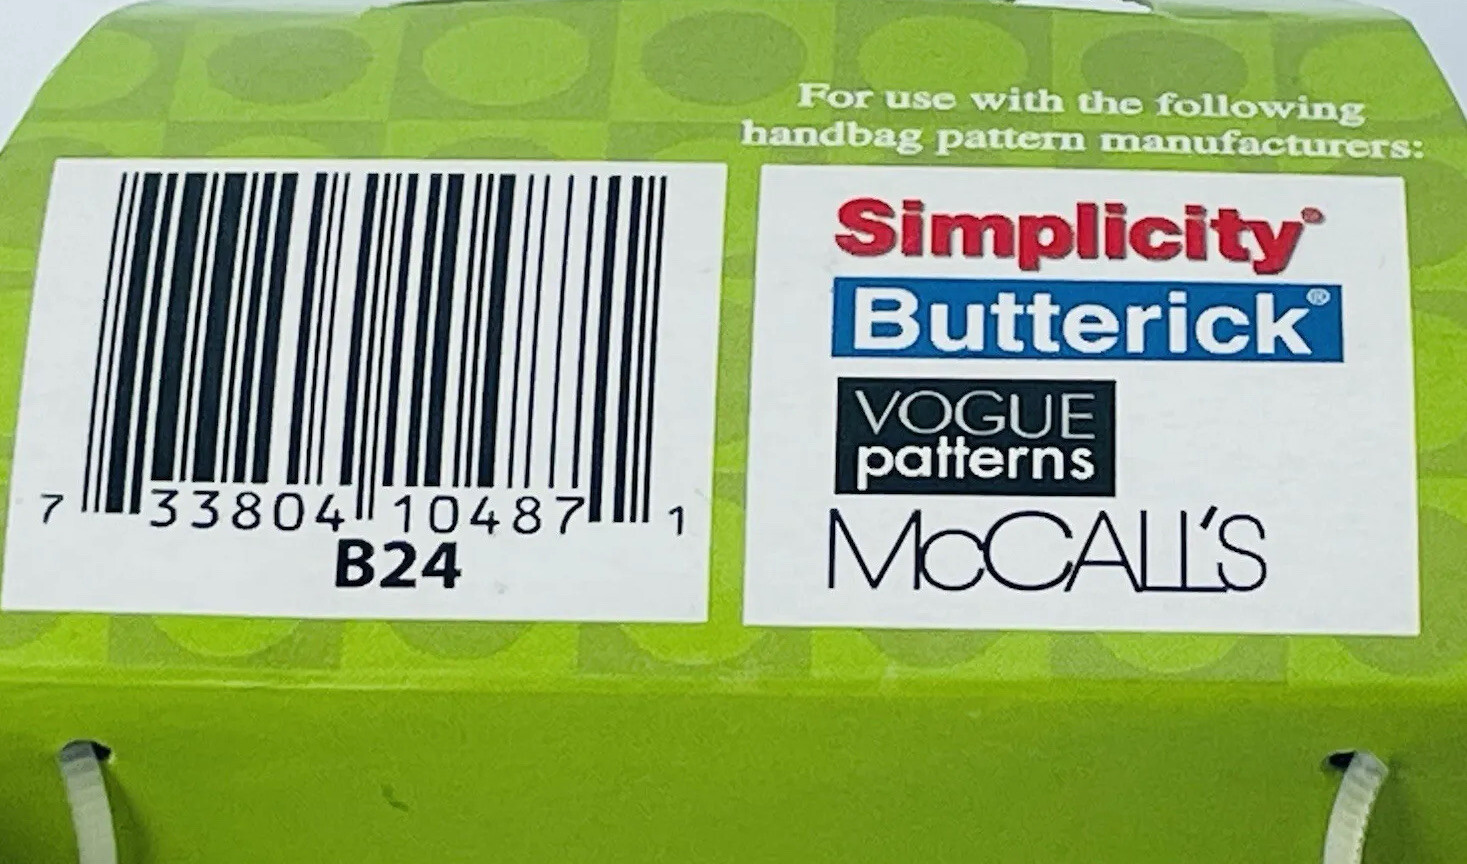 For use with the following
handbag pattern manufacturers:
Simplicity®
Butterick®
VOGUE
patterns
McCALL'S
7 33804 10487 1
B24